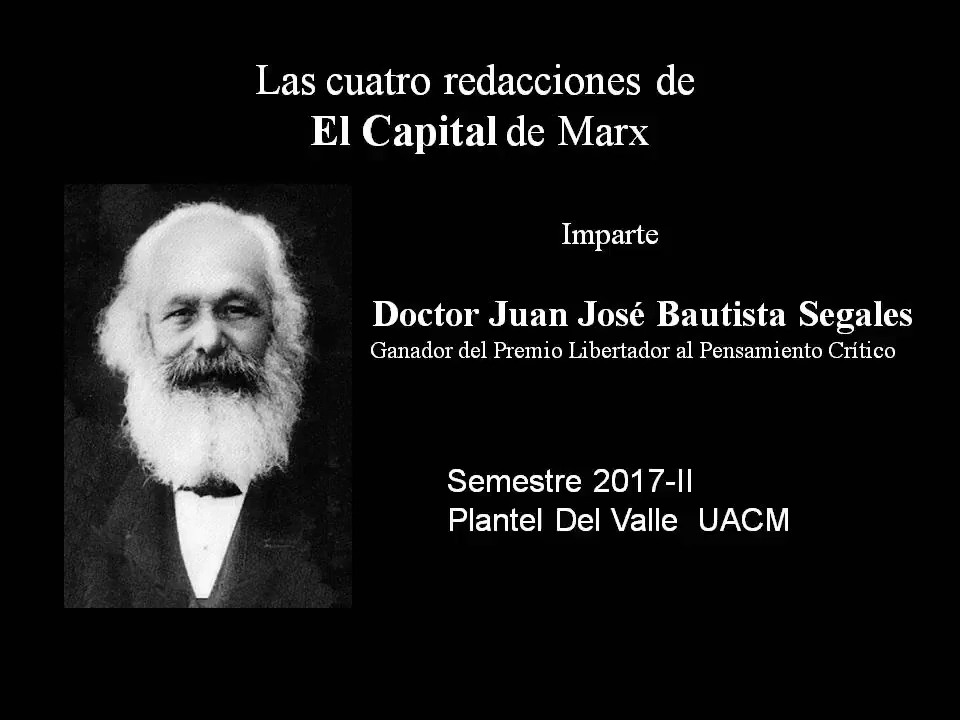 Las cuatro redacciones de
El Capital de Marx
Imparte
Doctor Juan José Bautista Segales
Ganador del Premio Libertador al Pensamiento Crítico
Semestre 2017-II
Plantel Del Valle UACM